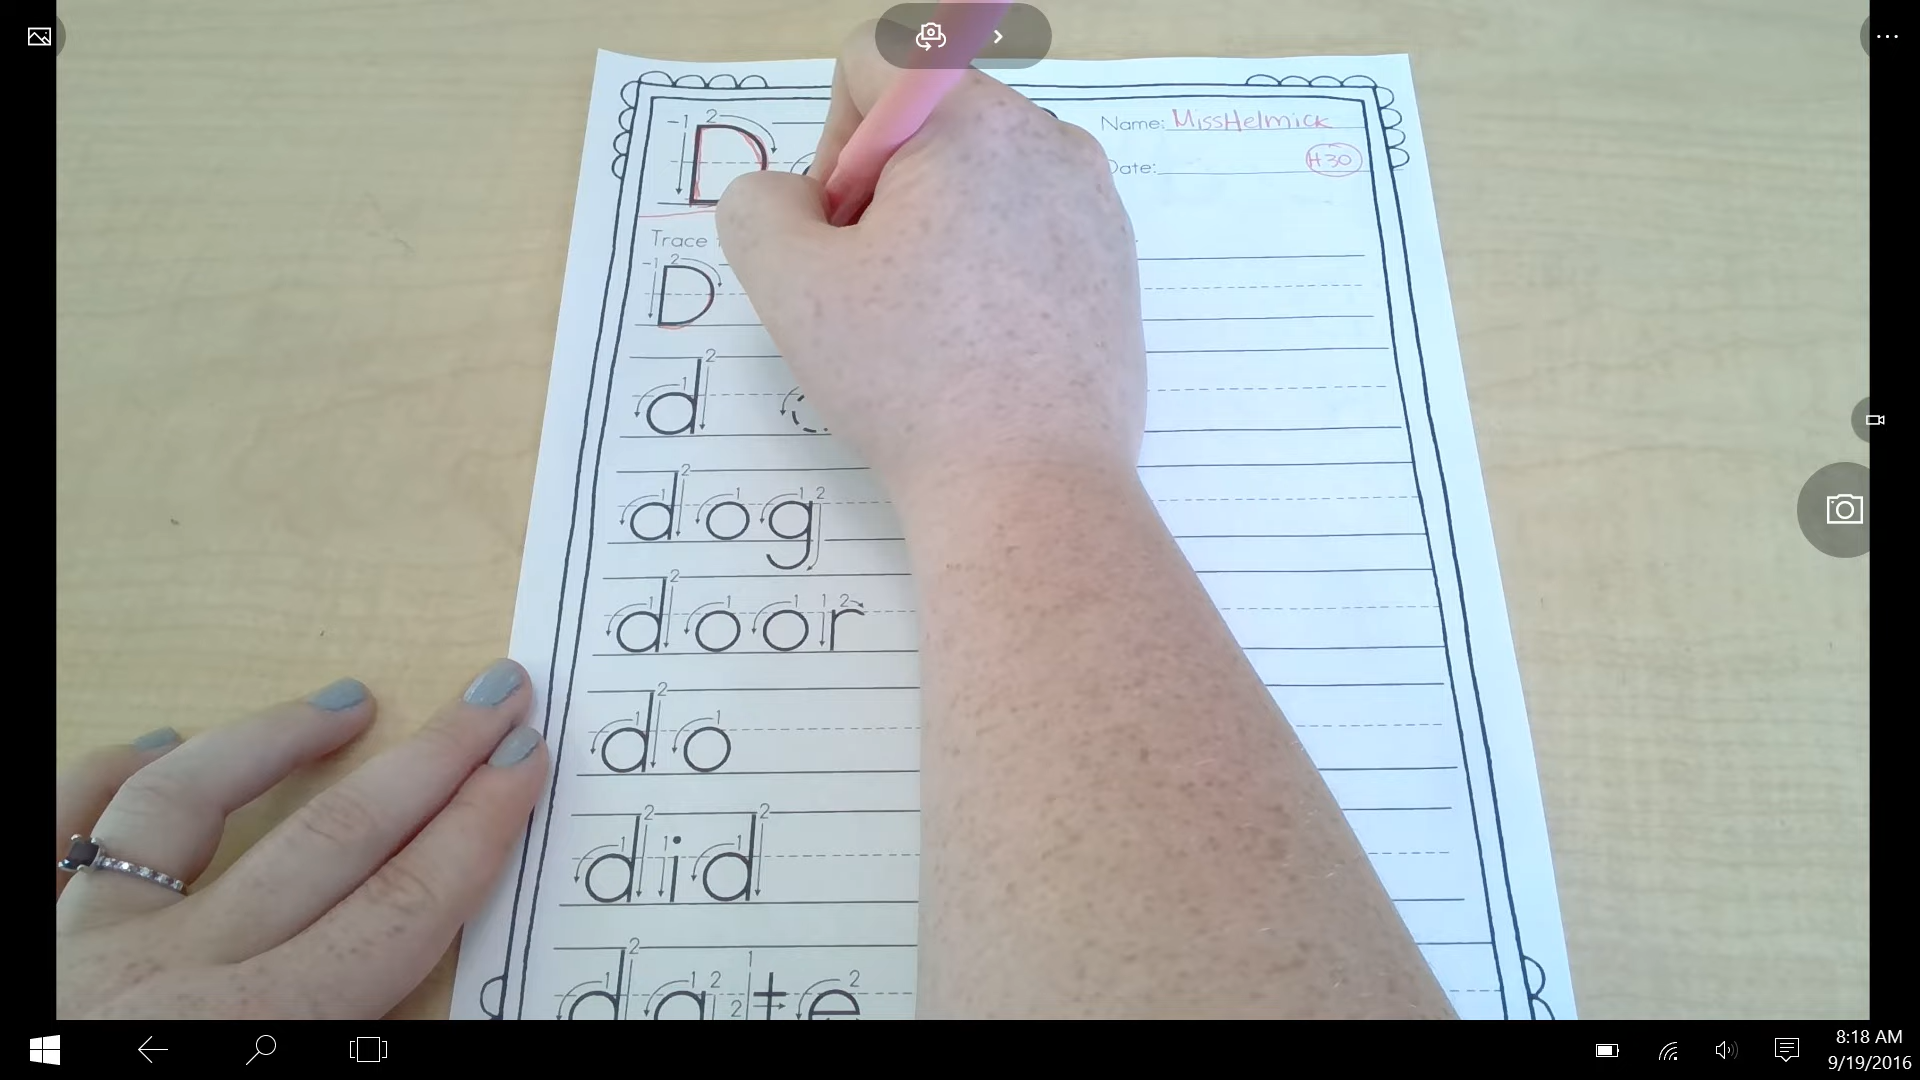 D
Name: MissHelmick
Date: H30
Trace
D
d
dog
door
do
did
date
8:18 AM
9/19/2016